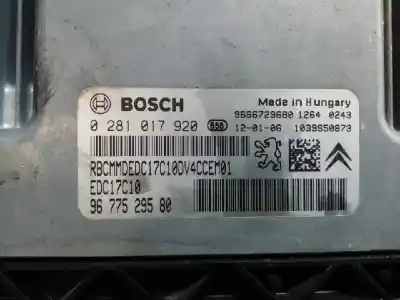 BOSCH
Made in Hungary
9666729680 1264 0243
0 281 017 920 858 12-01-06 1039S50873
RBCMMDEDC17C10DV4CCEM01
EDC17C10
96 775 295 80